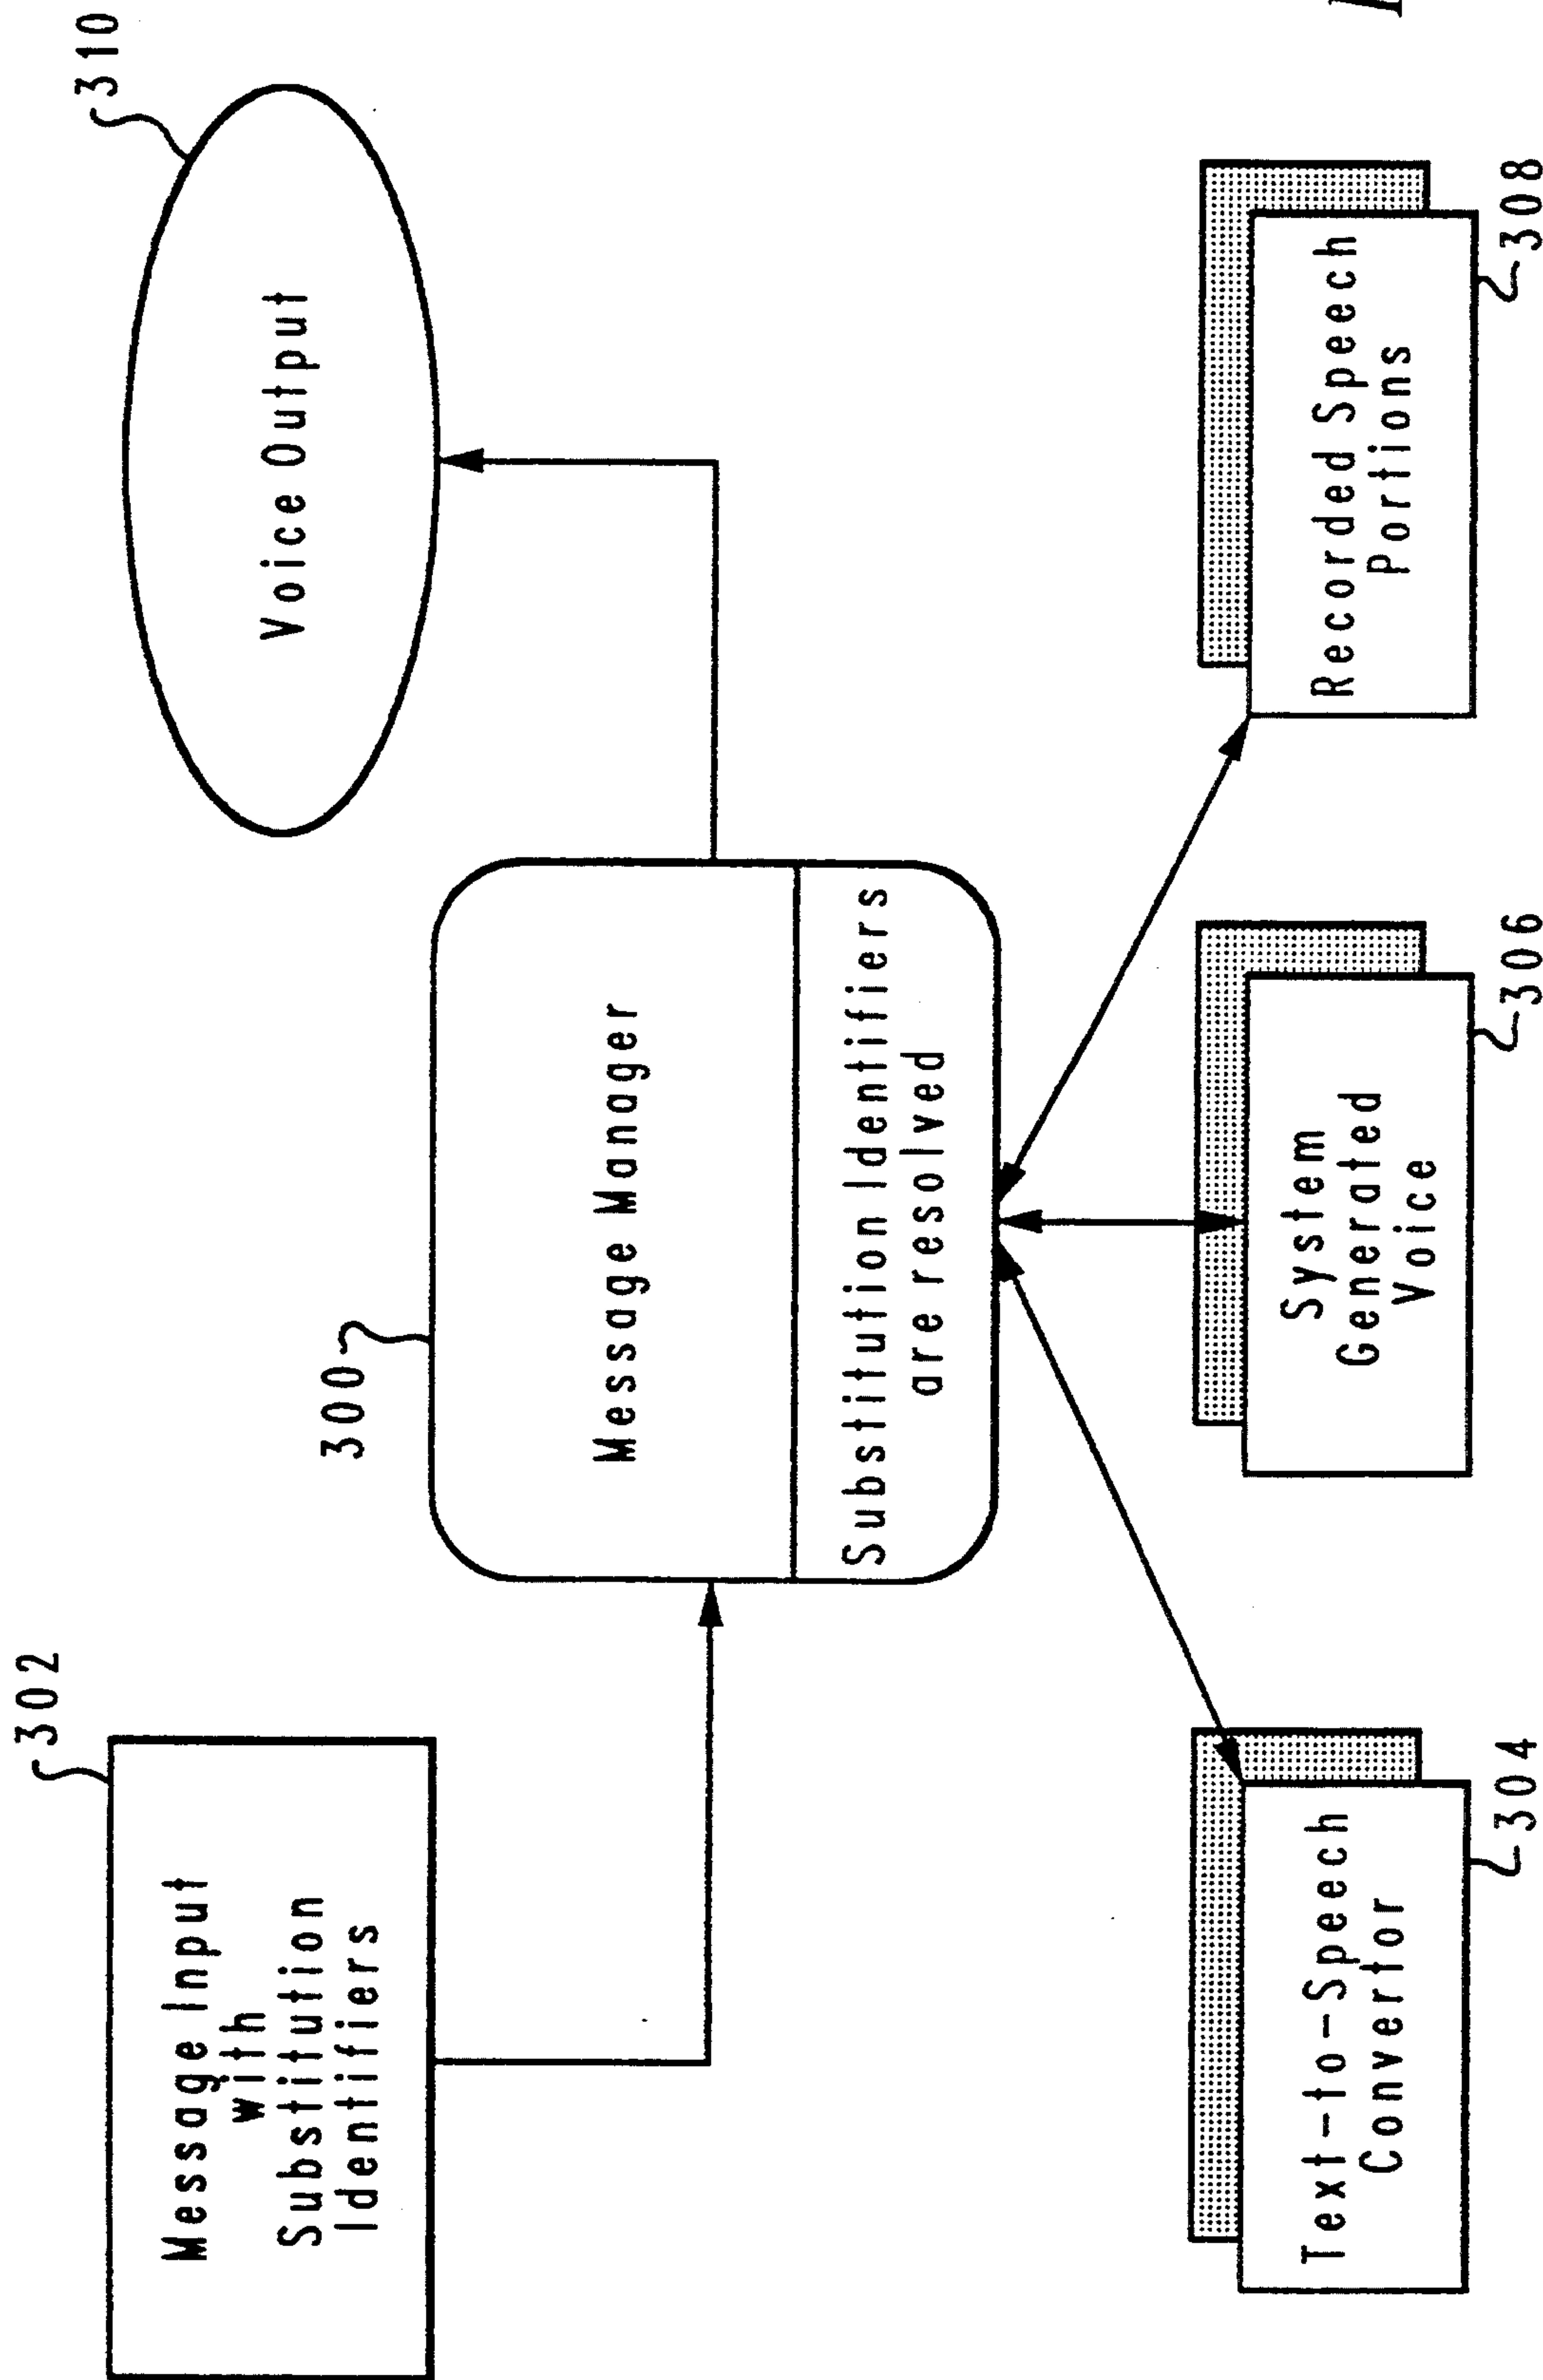 302
Message Input
with
Substitution
Identifiers
300
Message Manager
Substitution Identifiers
are resolved
310
Voice Output
Text-to-Speech
Convertor
304
System
Generated
Voice
306
Recorded Speech
Portions
308